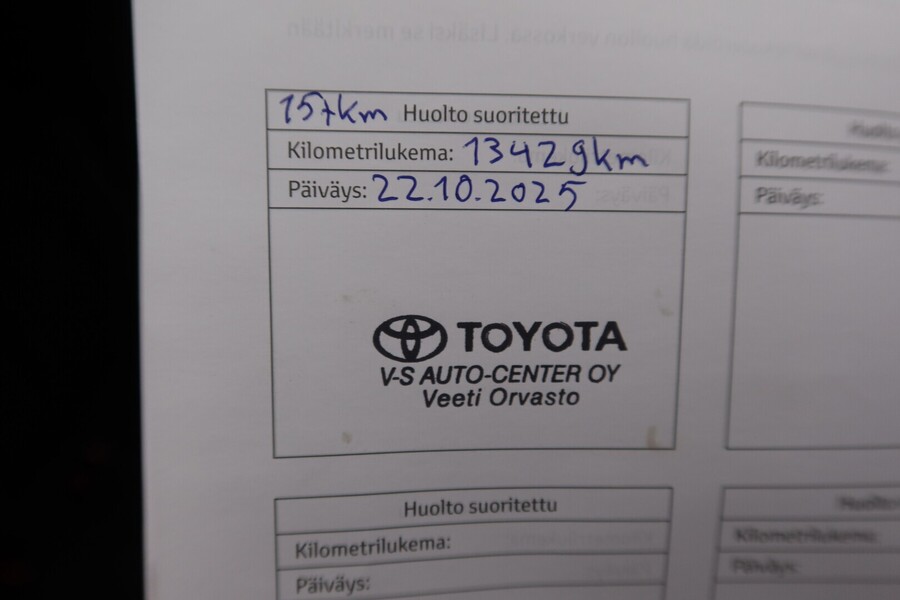 15tkm Huolto suoritettu
Kilometrilukema: 13429km
Päiväys: 22.10.2025
TOYOTA
V-S AUTO-CENTER OY
Veeti Orvasto
Kilometrilukema:
Päiväys:
Huolto suoritettu
Kilometrilukema:
Päiväys:
Kilometrilukema:
Päiväys: